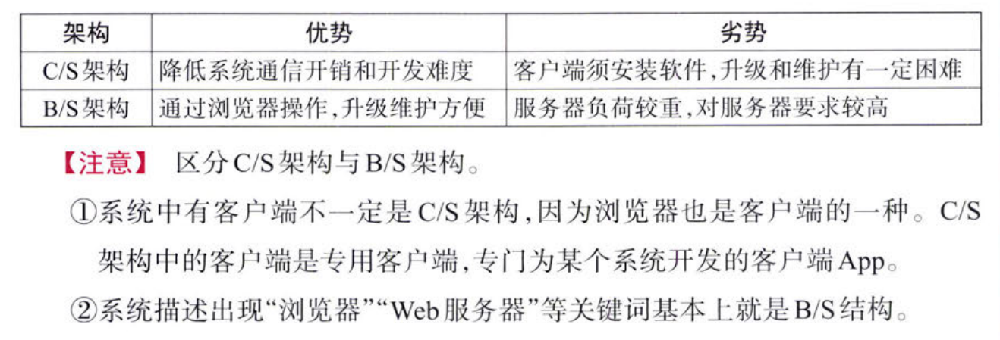 架构 优势 劣势
C/S架构 降低系统通信开销和开发难度 客户端须安装软件,升级和维护有一定困难
B/S架构 通过浏览器操作,升级维护方便 服务器负荷较重,对服务器要求较高
【注意】 区分C/S架构与B/S架构。
①系统中有客户端不一定是C/S架构,因为浏览器也是客户端的一种。C/S
架构中的客户端是专用客户端,专门为某个系统开发的客户端App。
②系统描述出现“浏览器”“Web服务器”等关键词基本上就是B/S结构。